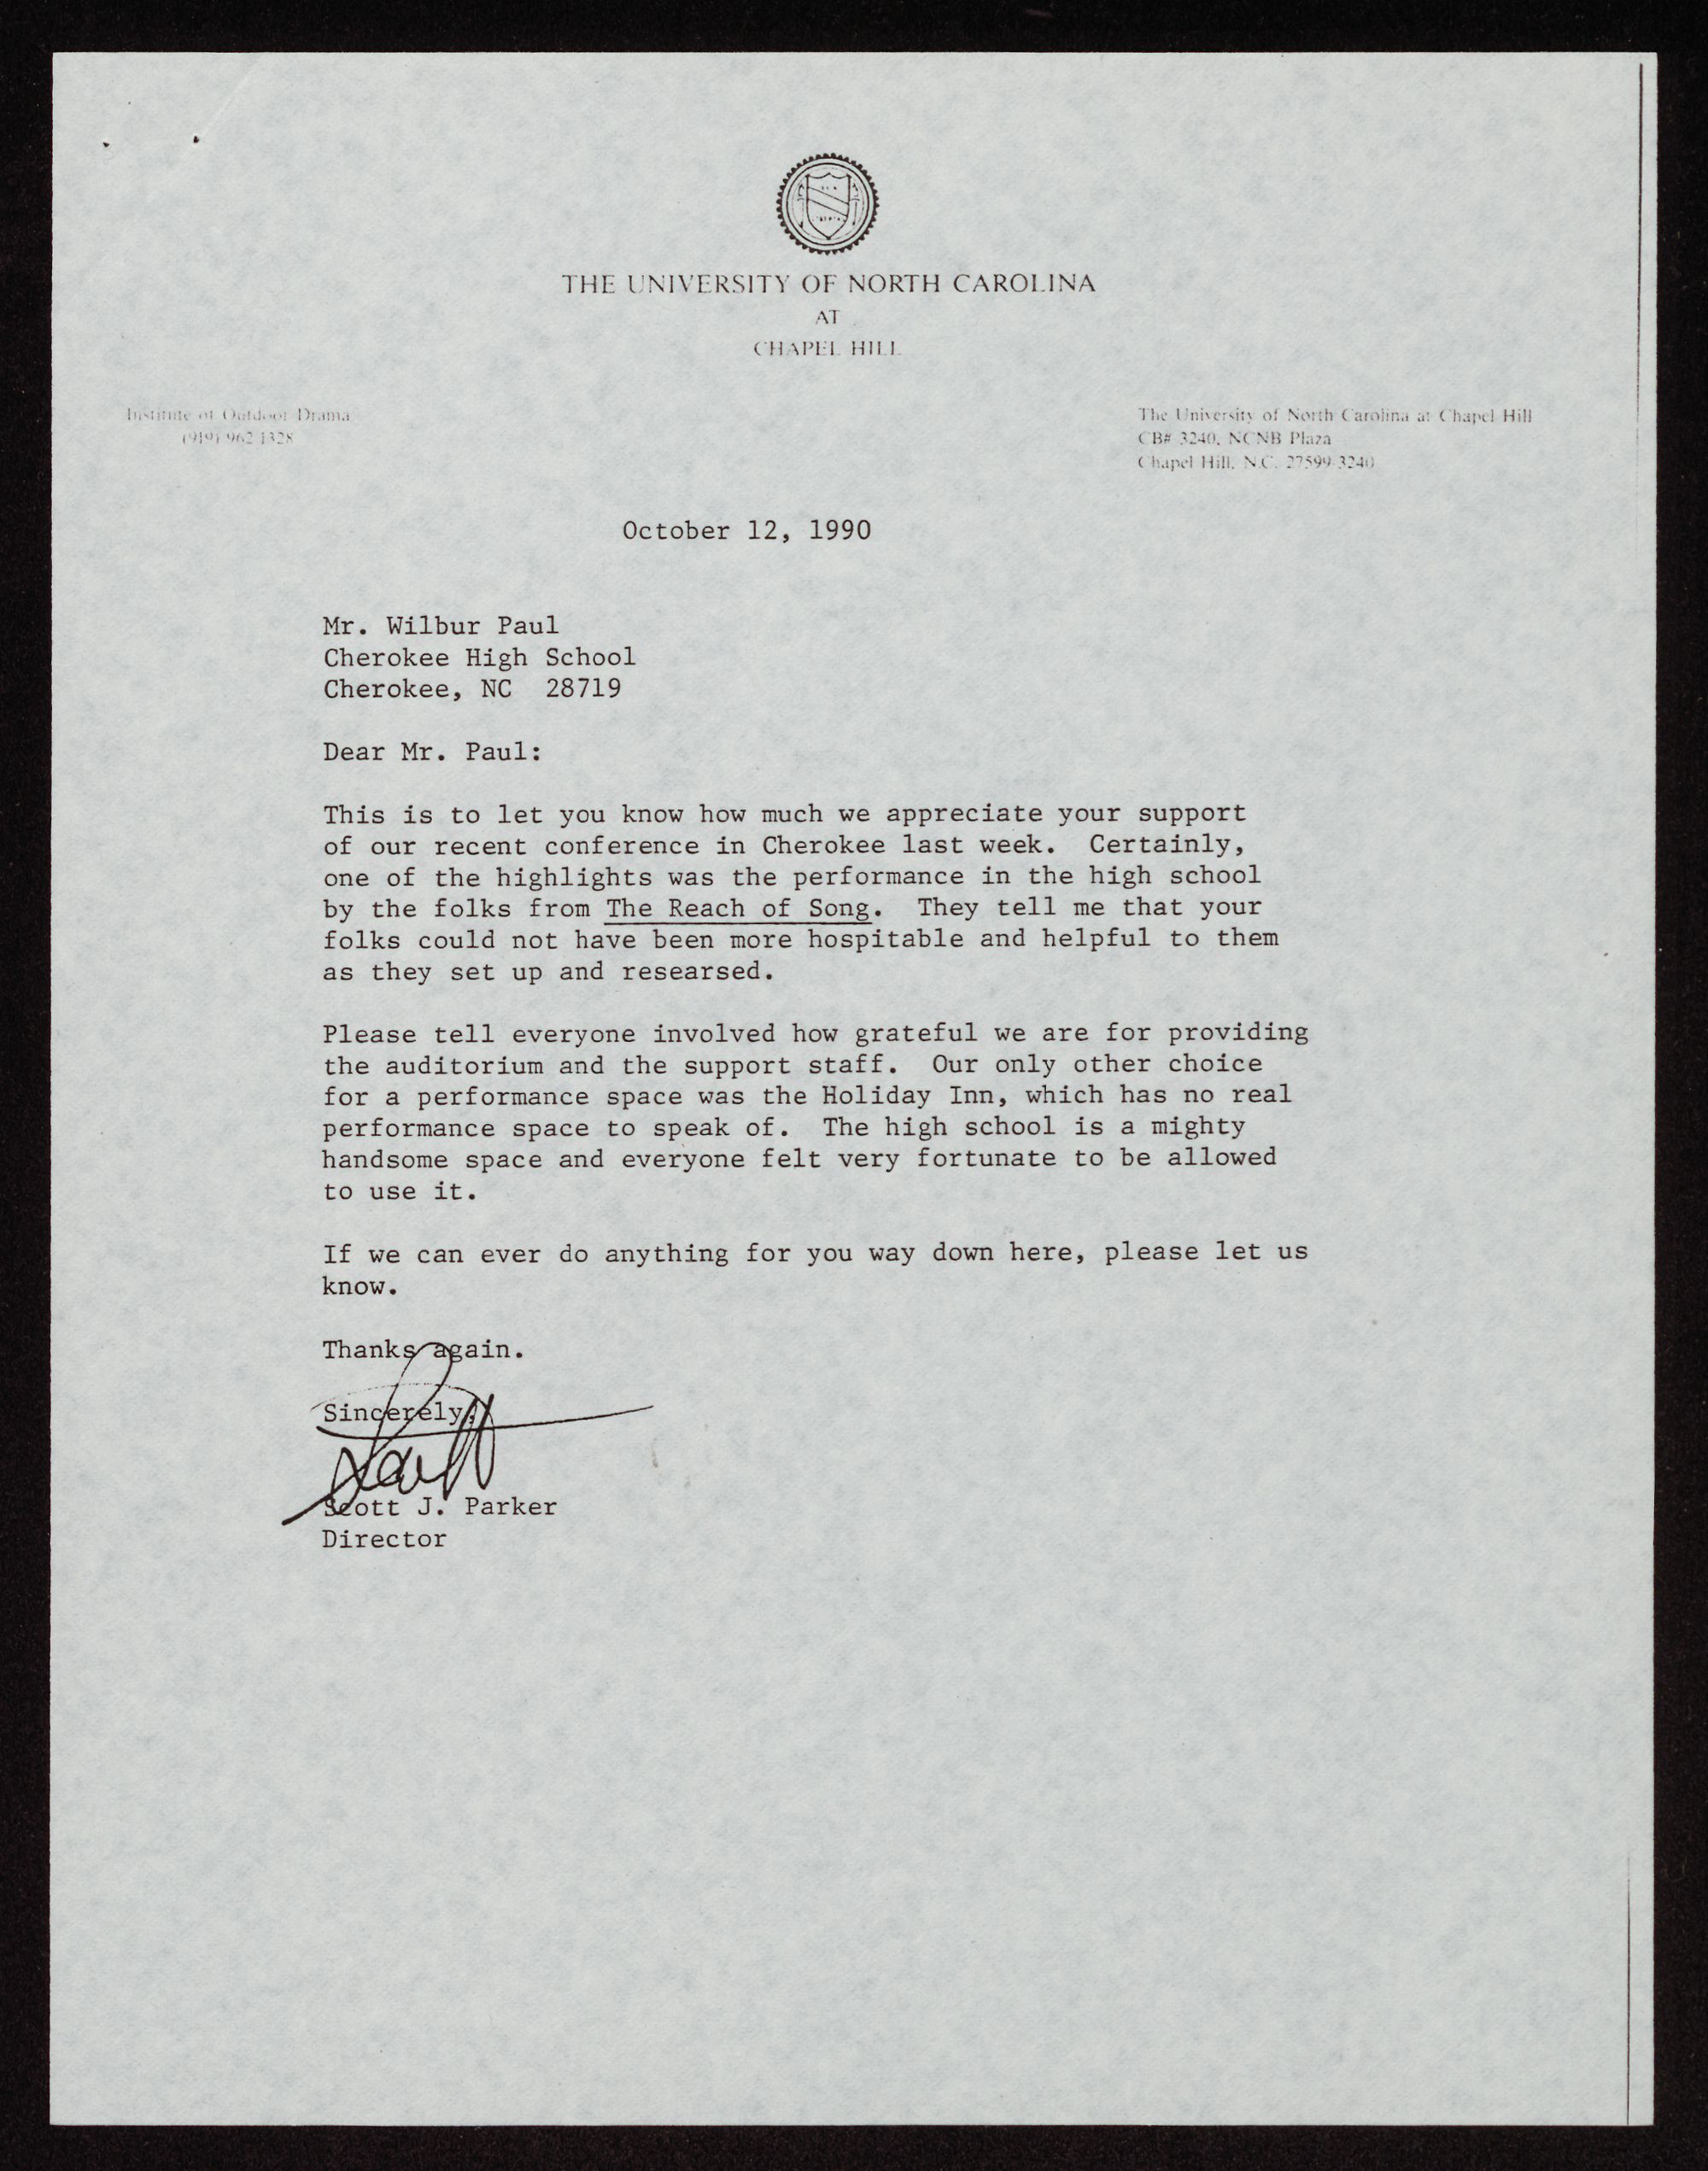 THE UNIVERSITY OF NORTH CAROLINA
AT
CHAPEL HILL
Institute of Outdoor Drama
(919) 962-1328
The University of North Carolina at Chapel Hill
CB# 3240, NCNB Plaza
Chapel Hill, N.C. 27599-3240
October 12, 1990
Mr. Wilbur Paul
Cherokee High School
Cherokee, NC  28719
Dear Mr. Paul:
This is to let you know how much we appreciate your support
of our recent conference in Cherokee last week.  Certainly,
one of the highlights was the performance in the high school
by the folks from The Reach of Song.  They tell me that your
folks could not have been more hospitable and helpful to them
as they set up and researsed.
Please tell everyone involved how grateful we are for providing
the auditorium and the support staff.  Our only other choice
for a performance space was the Holiday Inn, which has no real
performance space to speak of.  The high school is a mighty
handsome space and everyone felt very fortunate to be allowed
to use it.
If we can ever do anything for you way down here, please let us
know.
Thanks again.
Sincerely,
Scott
Scott J. Parker
Director